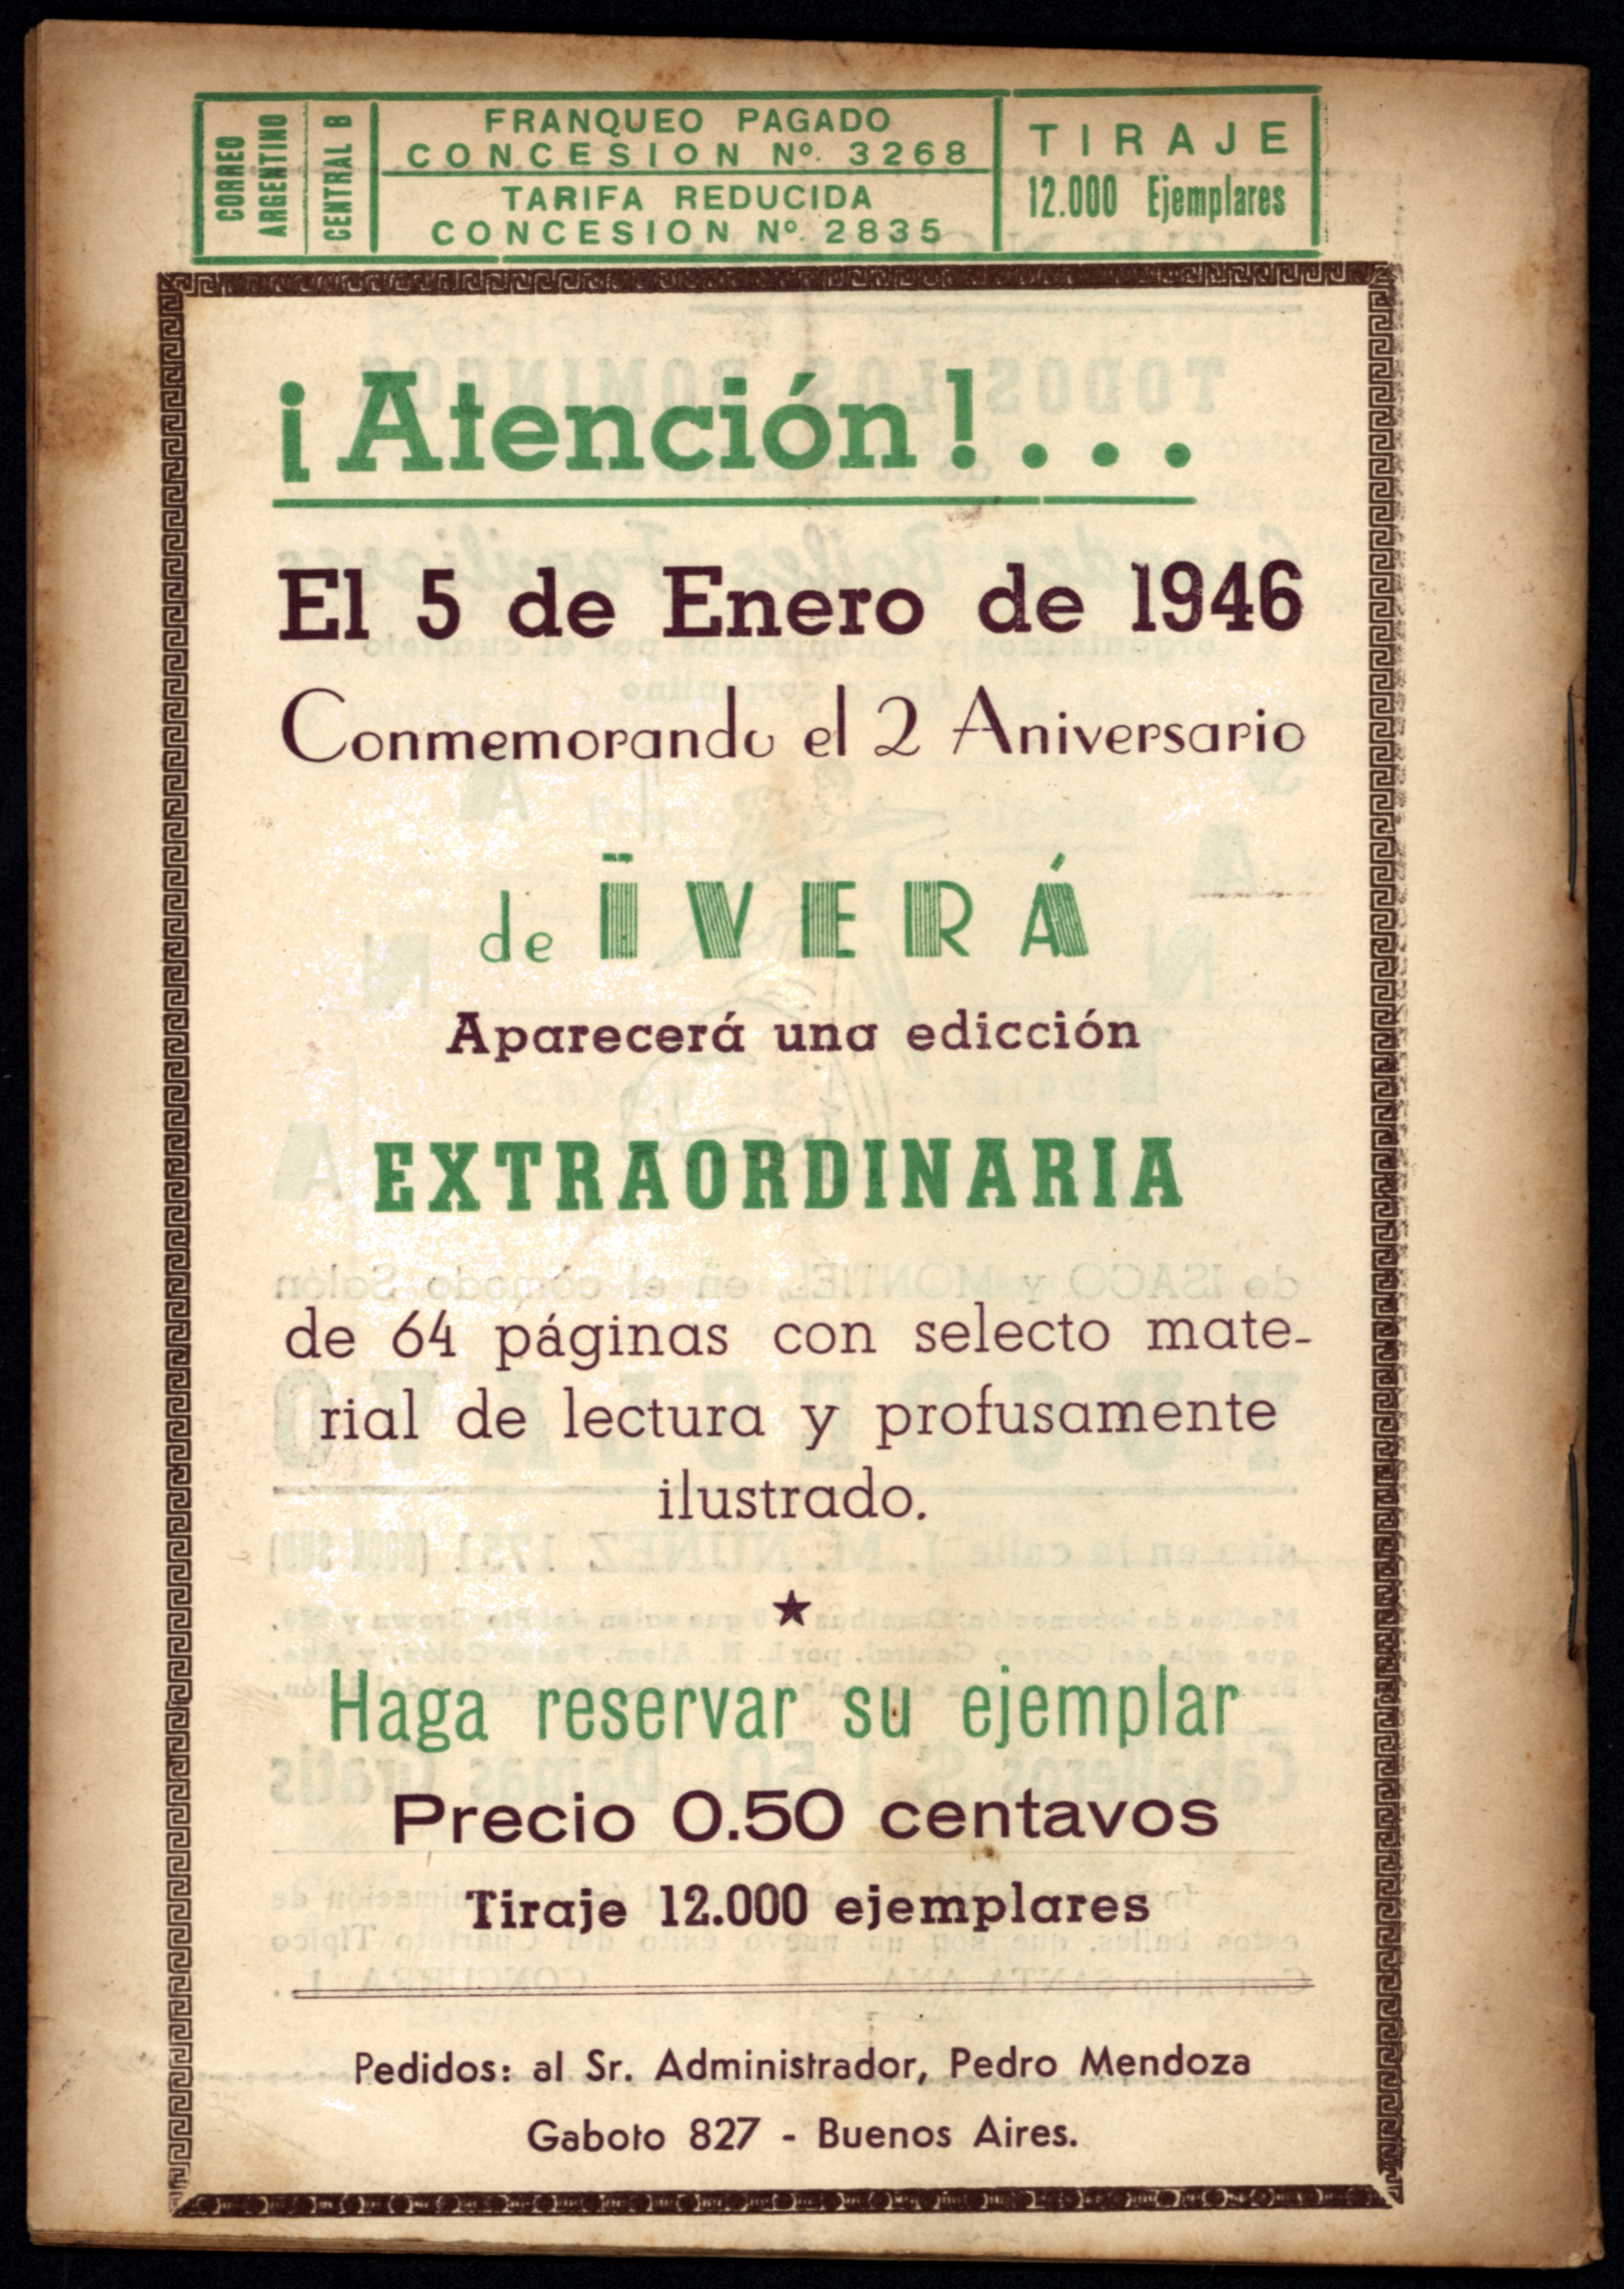 CORREO
ARGENTINO
CENTRAL B
FRANQUEO PAGADO
CONCESION Nº. 3268
TARIFA REDUCIDA
CONCESION Nº. 2835
TIRAJE
12.000 Ejemplares
¡Atención!...
El 5 de Enero de 1946
Conmemorando el 2 Aniversario
de ÏVERÁ
Aparecerá una edicción
EXTRAORDINARIA
de 64 páginas con selecto mate-
rial de lectura y profusamente
ilustrado.
Haga reservar su ejemplar
Precio 0.50 centavos
Tiraje 12.000 ejemplares
Pedidos: al Sr. Administrador, Pedro Mendoza
Gaboto 827 - Buenos Aires.